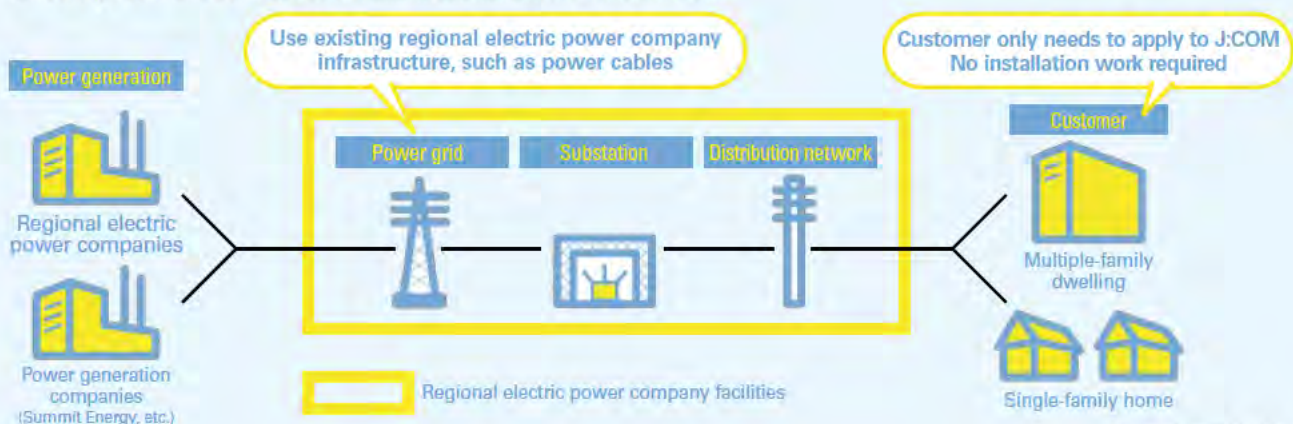 Use existing regional electric power company
infrastructure, such as power cables
Customer only needs to apply to J:COM
No installation work required
Power generation
Customer
Power grid
Substation
Distribution network
Regional electric
power companies
Multiple-family
dwelling
Power generation
companies
(Summit Energy, etc.)
Regional electric power company facilities
Single-family home